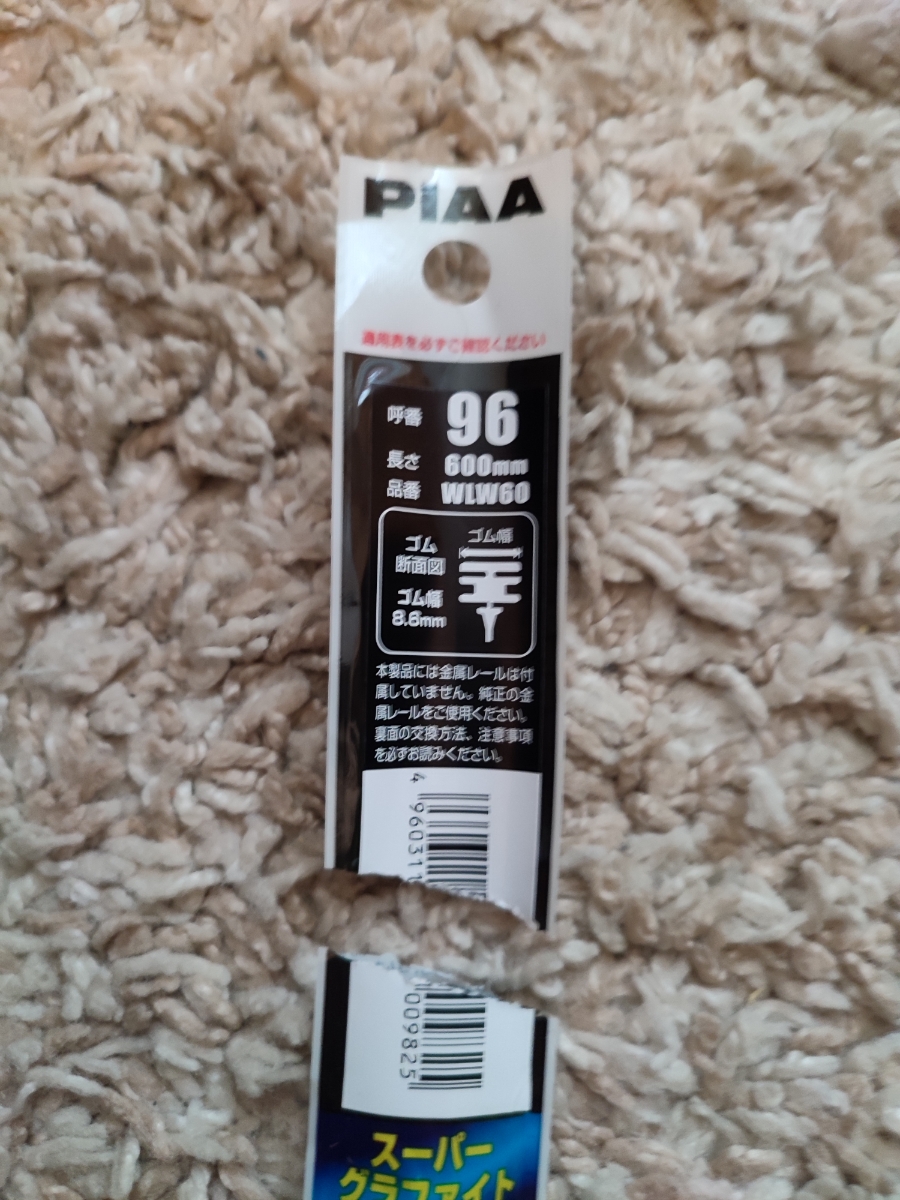 PIAA
適用表を必ずご確認ください
呼番 96
長さ 600mm
品番 WLW60
ゴム幅
ゴム
断面図
ゴム幅
8.6mm
本製品には金属レールは付
属していません。純正の金
属レールをご使用ください。
裏面の交換方法、注意事項
を必ずお読みください。
4
96031
009825
スーパー
グラファイト